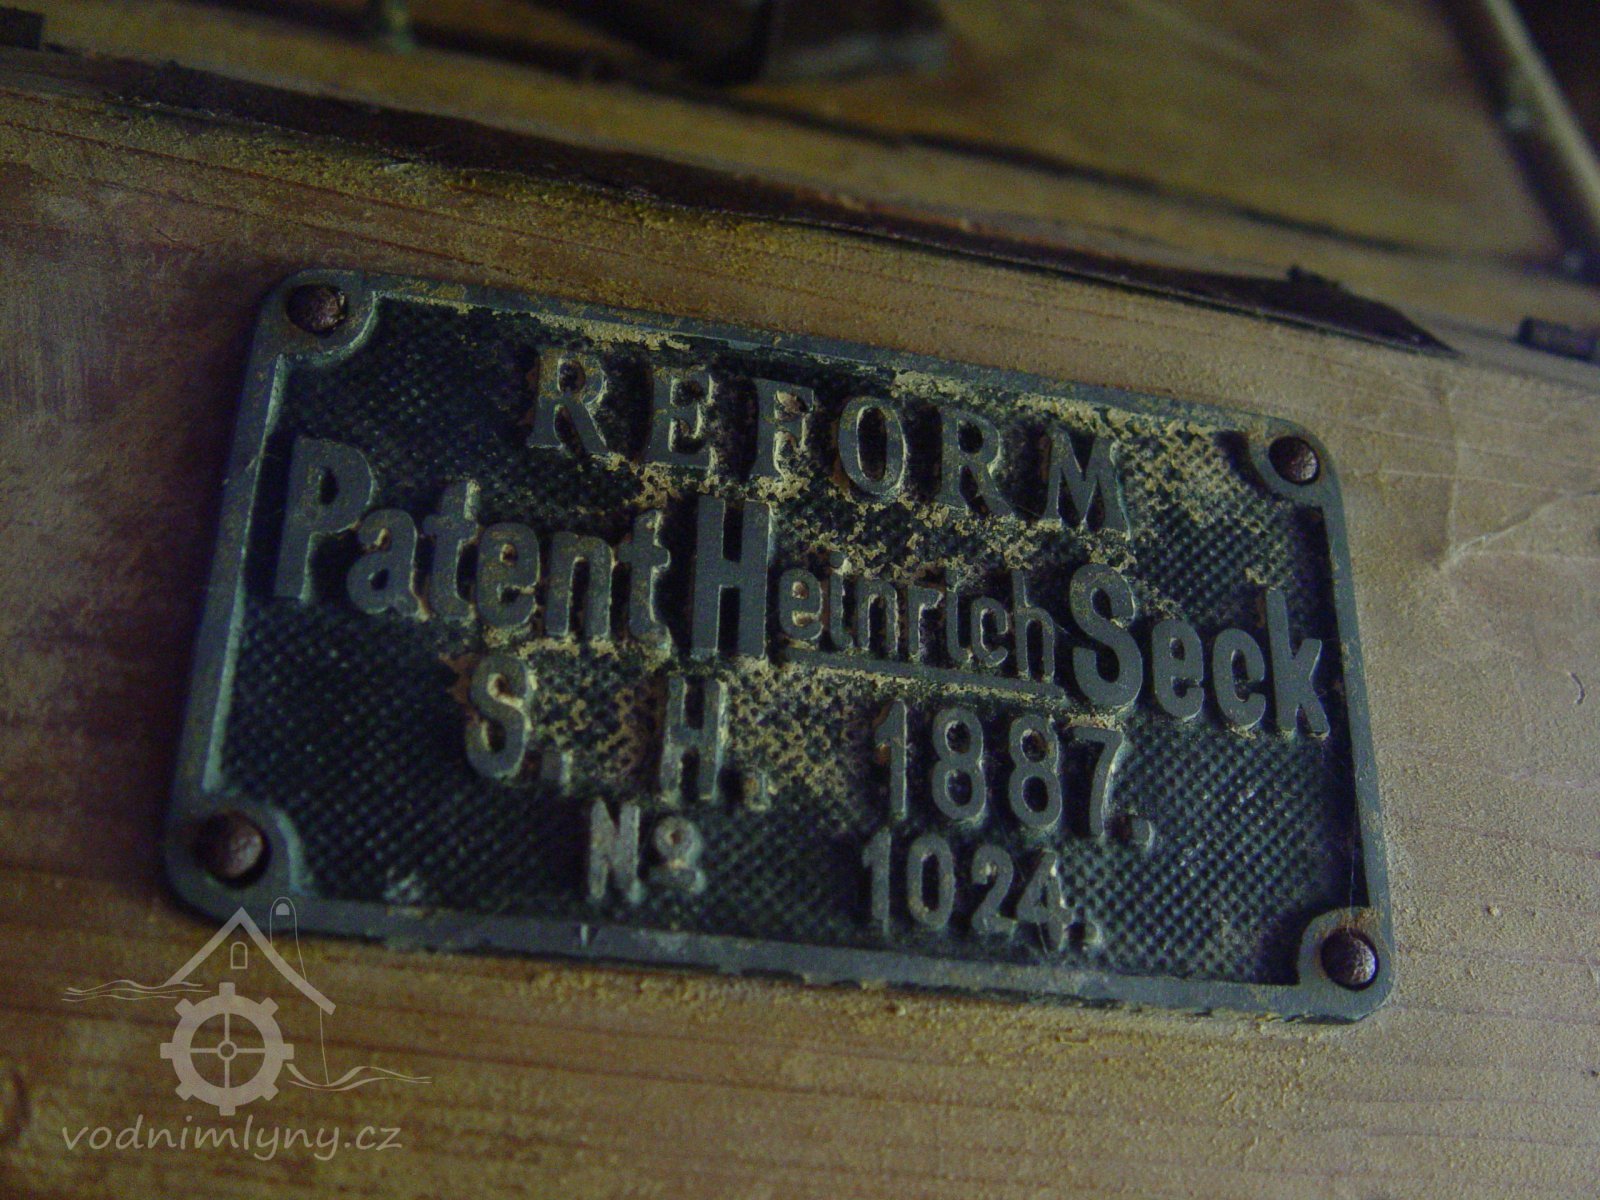 REFORM
Patent Heinrich Seck
S. H. 1887.
Nº 1024.
vodnimlyny.cz